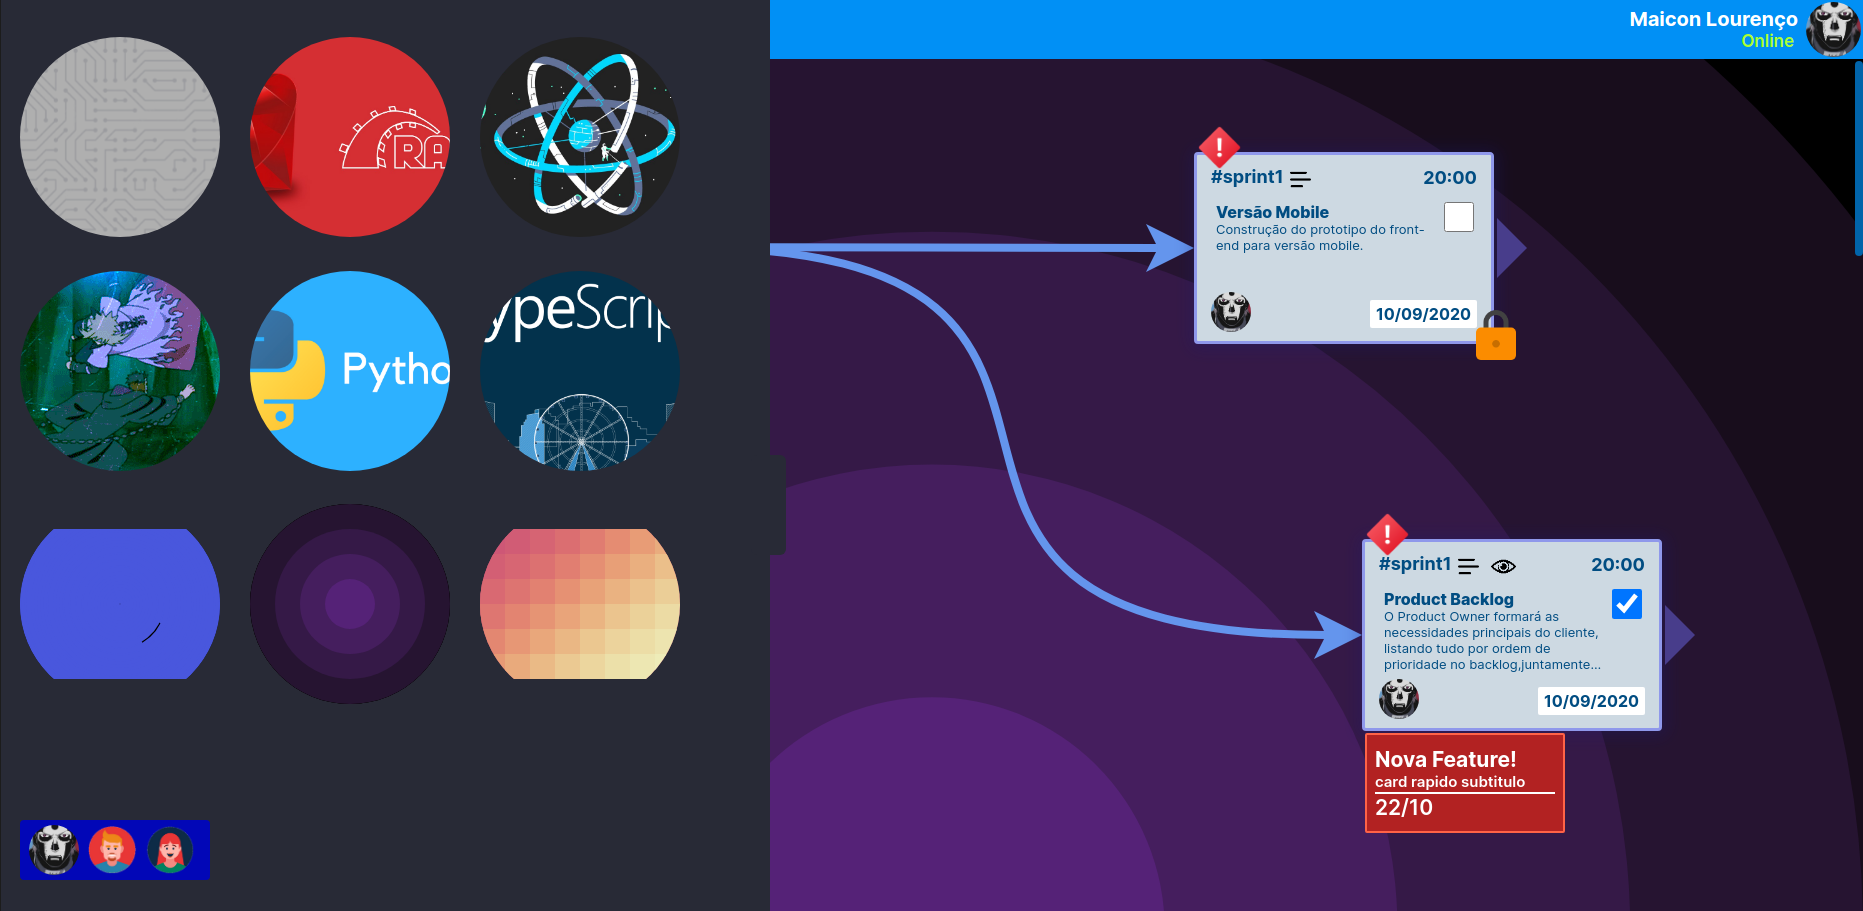 Maicon Lourenço
Online
RA
Pytho
ypeScrip
#sprint1
20:00
Versão Mobile
Construção do prototipo do front-
end para versão mobile.
10/09/2020
#sprint1
20:00
Product Backlog
O Product Owner formará as
necessidades principais do cliente,
listando tudo por ordem de
prioridade no backlog,juntamente...
10/09/2020
Nova Feature!
card rapido subtitulo
22/10